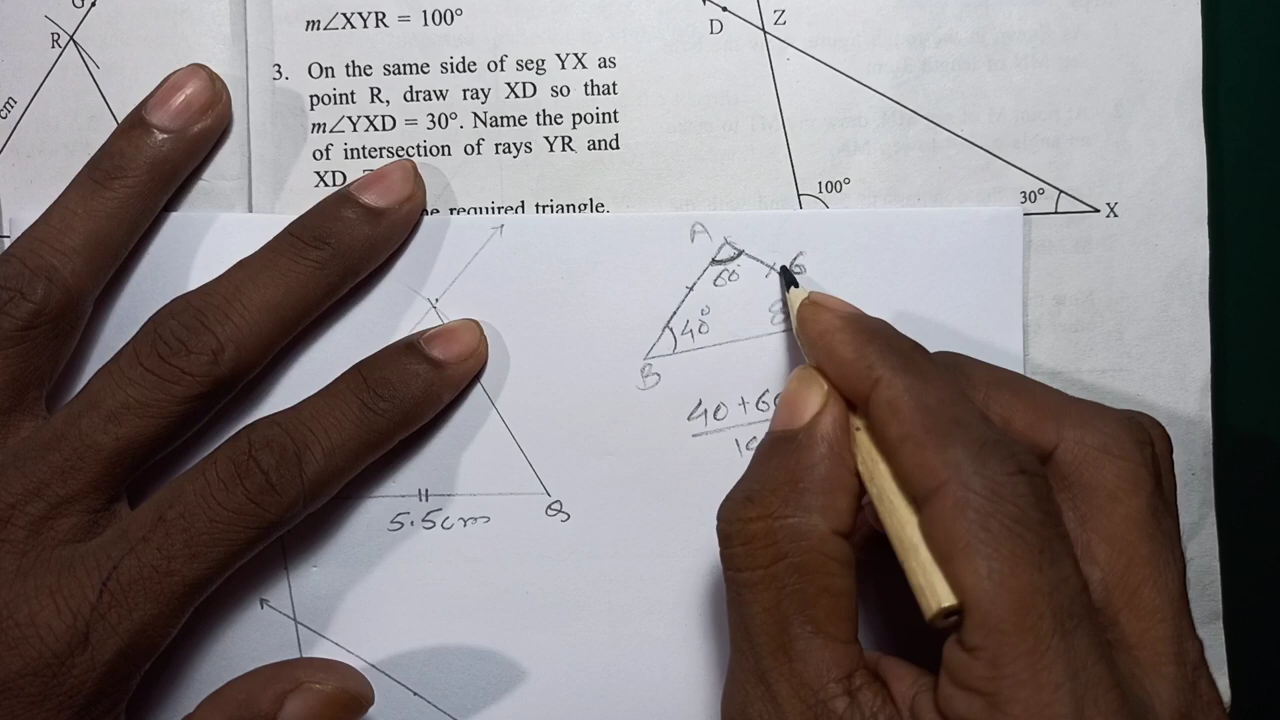 G
R
cm
m∠XYR = 100°
3. On the same side of seg YX as
point R, draw ray XD so that
m∠YXD = 30°. Name the point
of intersection of rays YR and
XD
required triangle.
D
Z
100°
30°
X
A
60°
6
40°
B
40+6
5.5cm
Q